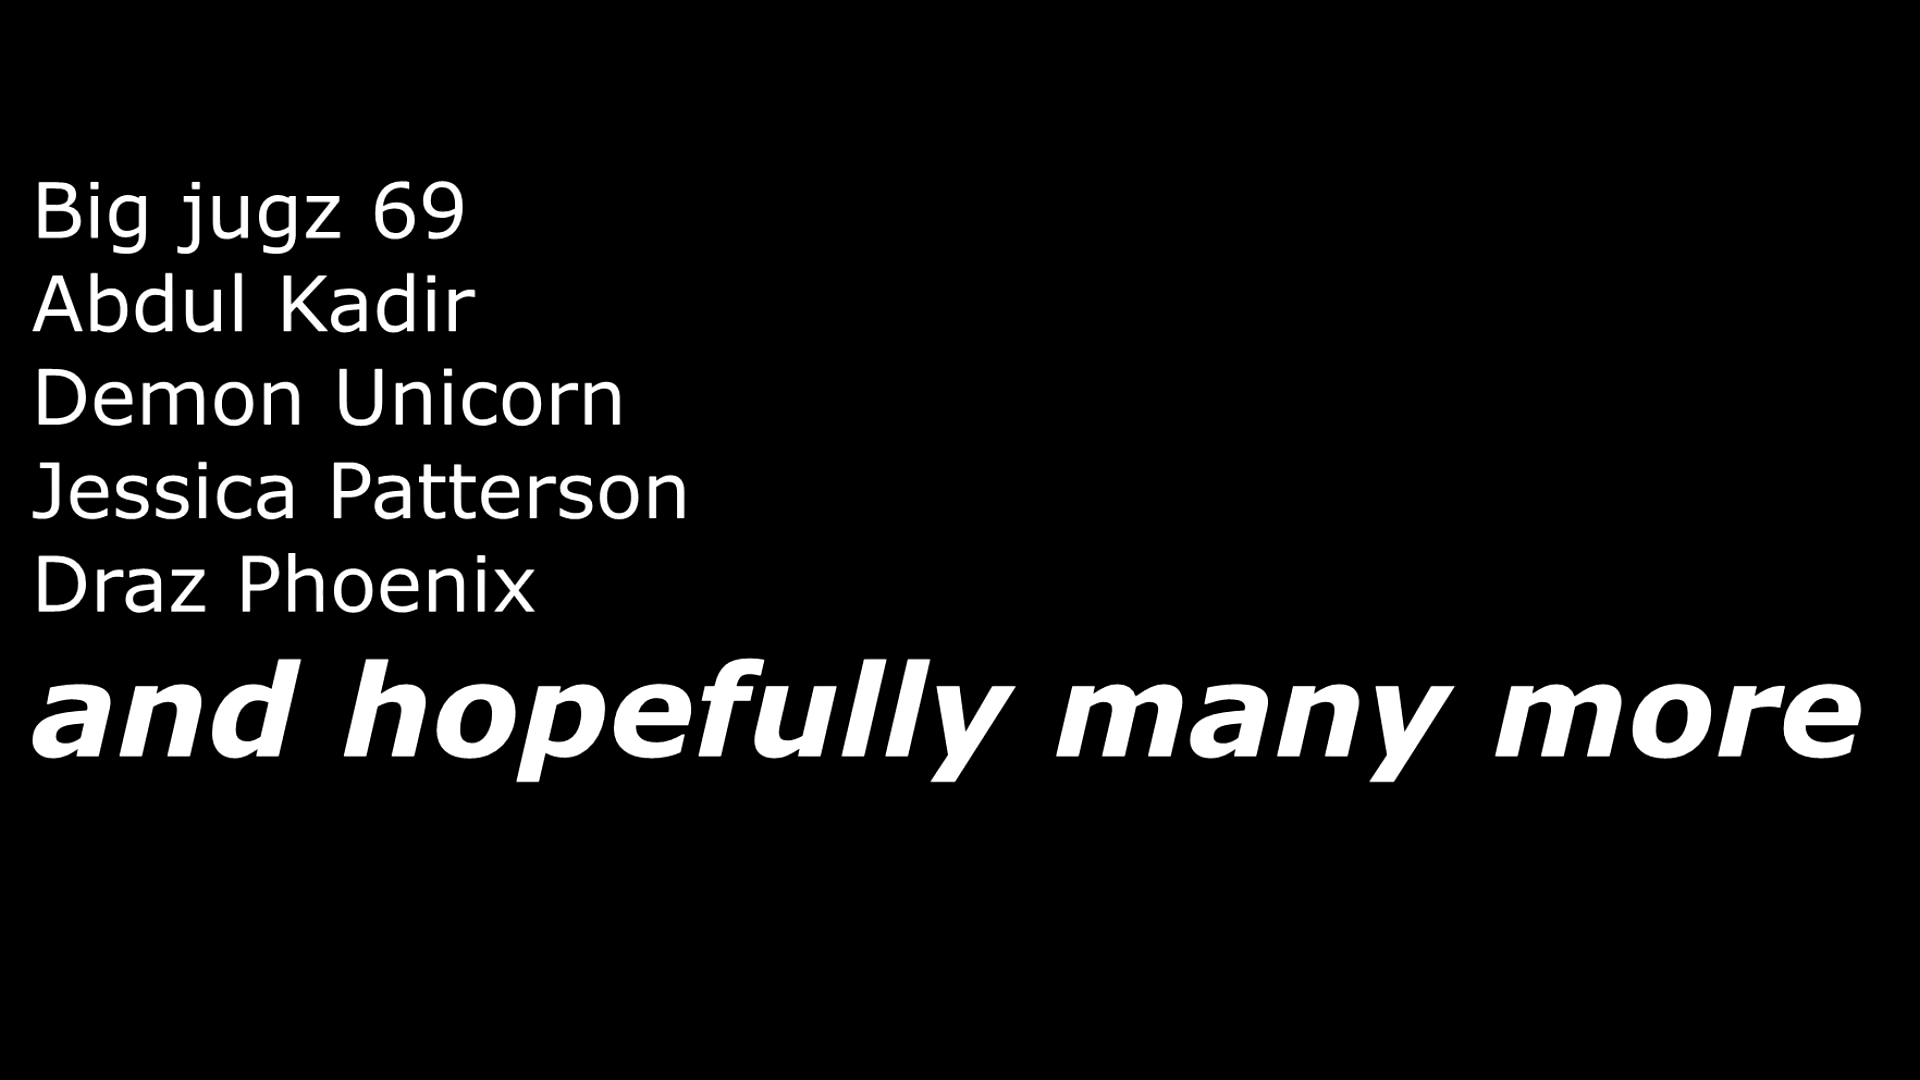 Big jugz 69
Abdul Kadir
Demon Unicorn
Jessica Patterson
Draz Phoenix
and hopefully many more